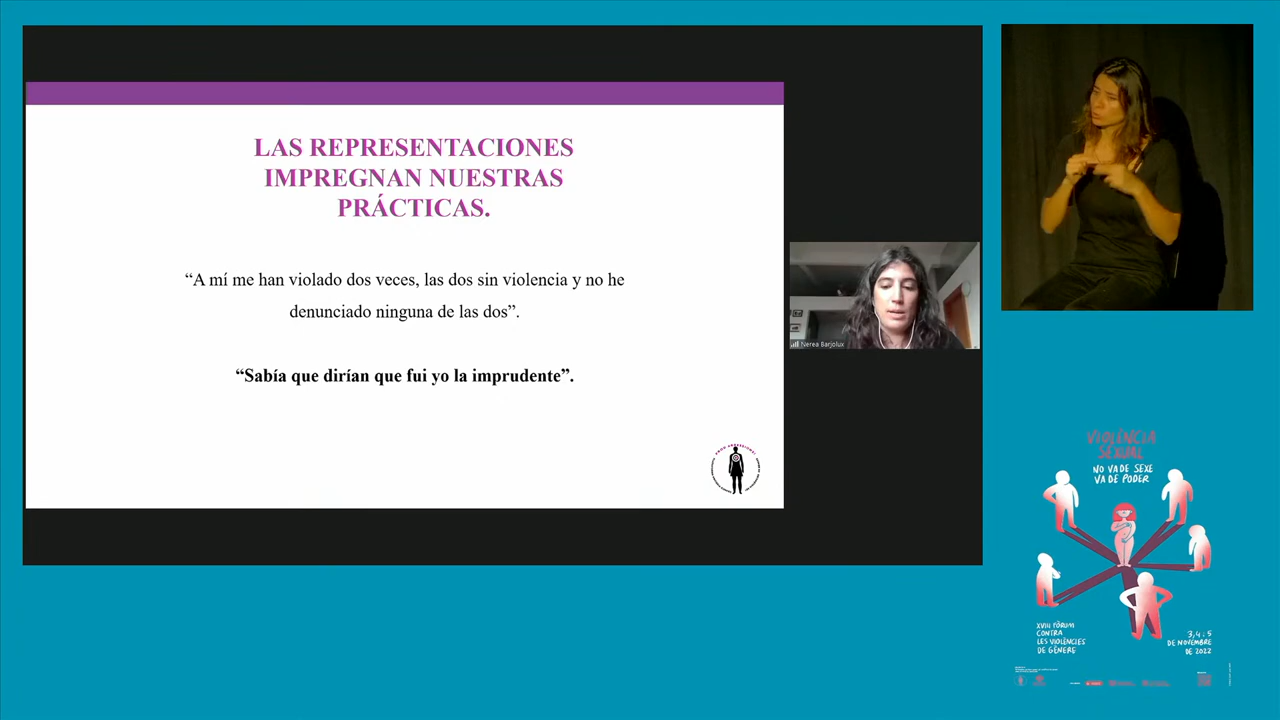 LAS REPRESENTACIONES
IMPREGNAN NUESTRAS
PRÁCTICAS.
“A mí me han violado dos veces, las dos sin violencia y no he
denunciado ninguna de las dos”.
“Sabía que dirían que fui yo la imprudente”.
Nerea Barjolux
VIOLÈNCIA
SEXUAL
NO VA DE SEXE
VA DE PODER
XVIII FÒRUM
CONTRA
LES VIOLÈNCIES
DE GÈNERE
3, 4 i 5
DE NOVEMBRE
DE 2022